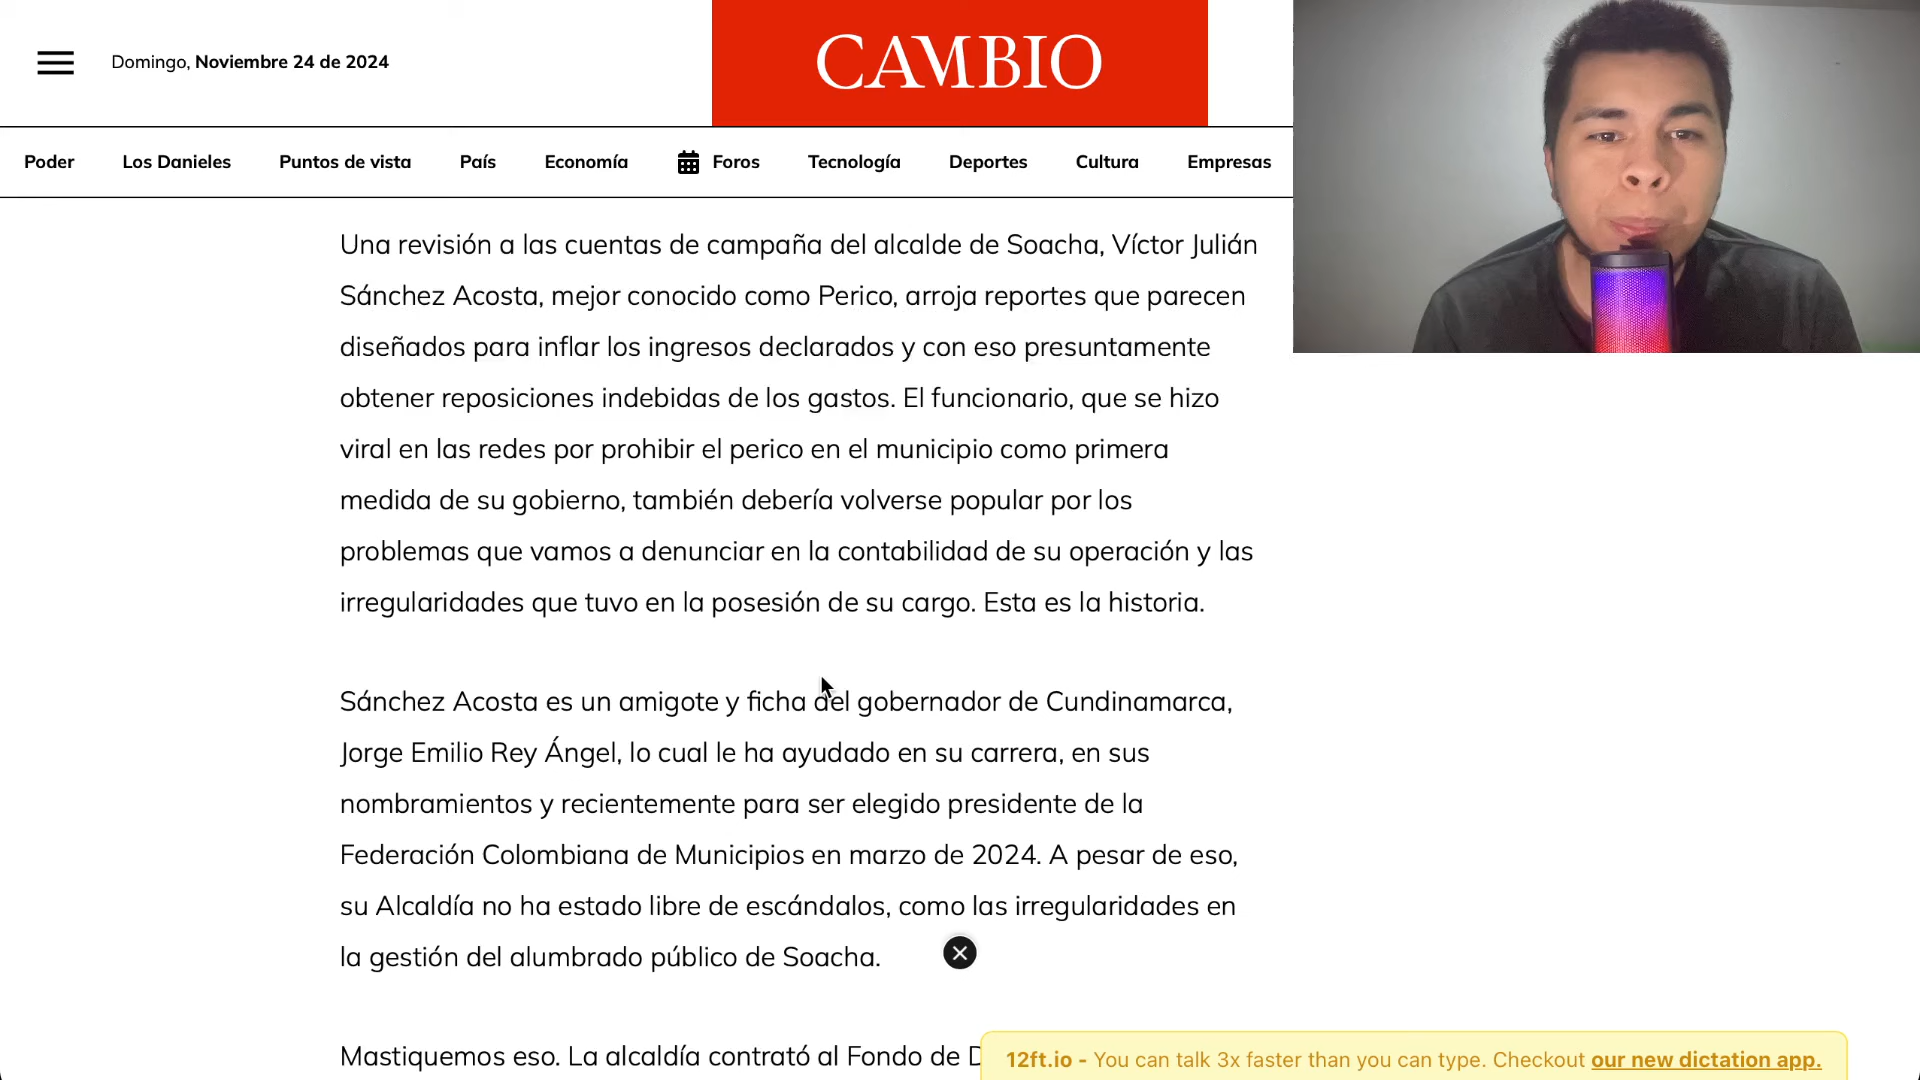 Domingo, Noviembre 24 de 2024
CAMBIO
Poder Los Danieles Puntos de vista País Economía Foros Tecnología Deportes Cultura Empresas
Una revisión a las cuentas de campaña del alcalde de Soacha, Víctor Julián
Sánchez Acosta, mejor conocido como Perico, arroja reportes que parecen
diseñados para inflar los ingresos declarados y con eso presuntamente
obtener reposiciones indebidas de los gastos. El funcionario, que se hizo
viral en las redes por prohibir el perico en el municipio como primera
medida de su gobierno, también debería volverse popular por los
problemas que vamos a denunciar en la contabilidad de su operación y las
irregularidades que tuvo en la posesión de su cargo. Esta es la historia.
Sánchez Acosta es un amigote y ficha del gobernador de Cundinamarca,
Jorge Emilio Rey Ángel, lo cual le ha ayudado en su carrera, en sus
nombramientos y recientemente para ser elegido presidente de la
Federación Colombiana de Municipios en marzo de 2024. A pesar de eso,
su Alcaldía no ha estado libre de escándalos, como las irregularidades en
la gestión del alumbrado público de Soacha.
Mastiquemos eso. La alcaldía contrató al Fondo de D
12ft.io - You can talk 3x faster than you can type. Checkout our new dictation app.